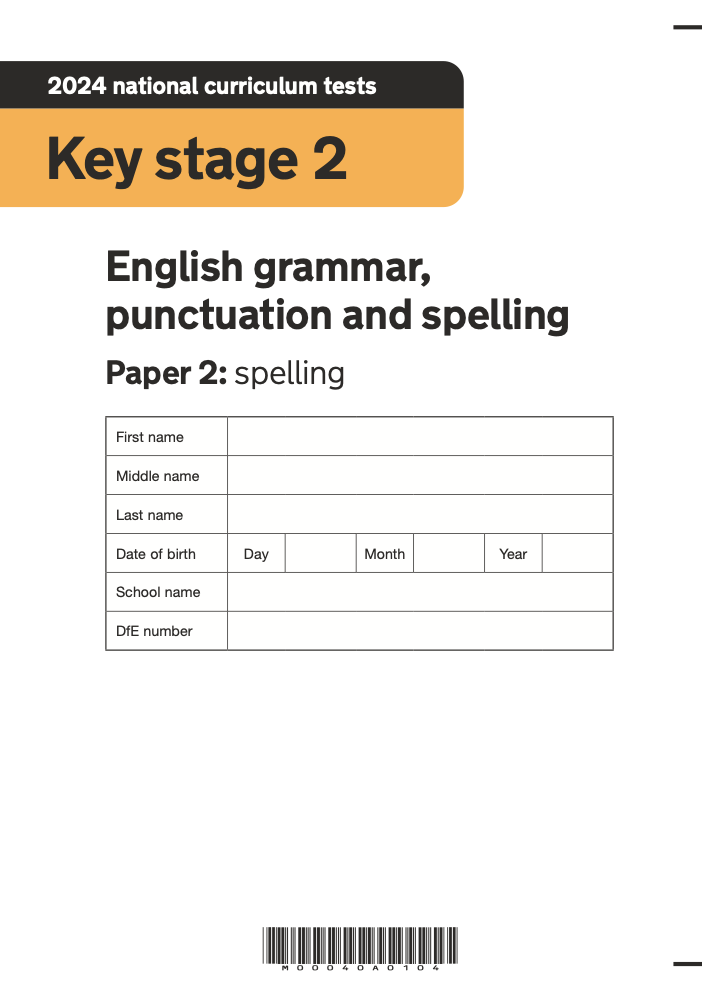 2024 national curriculum tests
Key stage 2
English grammar,
punctuation and spelling
Paper 2: spelling
First name
Middle name
Last name
Date of birth Day Month Year
School name
DfE number
M00040A0104